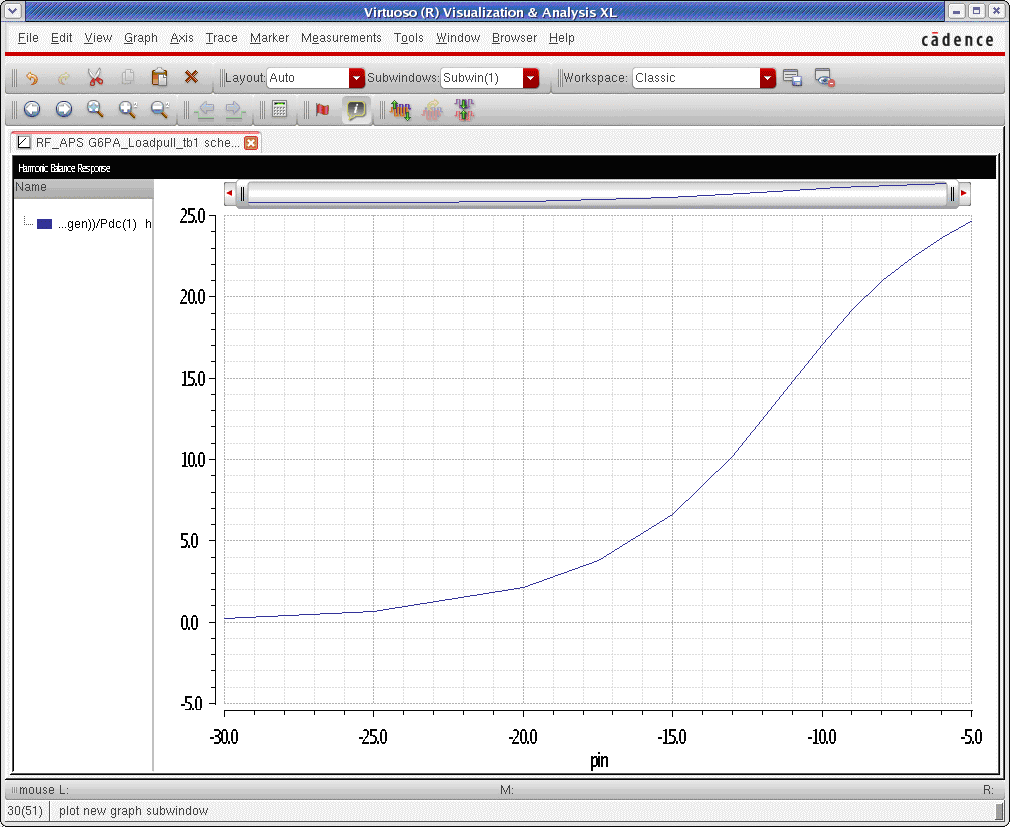 Virtuoso (R) Visualization & Analysis XL
File Edit View Graph Axis Trace Marker Measurements Tools Window Browser Help
cādence
Layout: Auto Subwindows: Subwin(1) Workspace: Classic
RF_APS G6PA_Loadpull_tb1 sche...
Harmonic Balance Response
Name
...gen))/Pdc(1) h
25.0
20.0
15.0
10.0
5.0
0.0
-5.0
-30.0 -25.0 -20.0 -15.0 -10.0 -5.0
pin
mouse L: M: R:
30(51) plot new graph subwindow